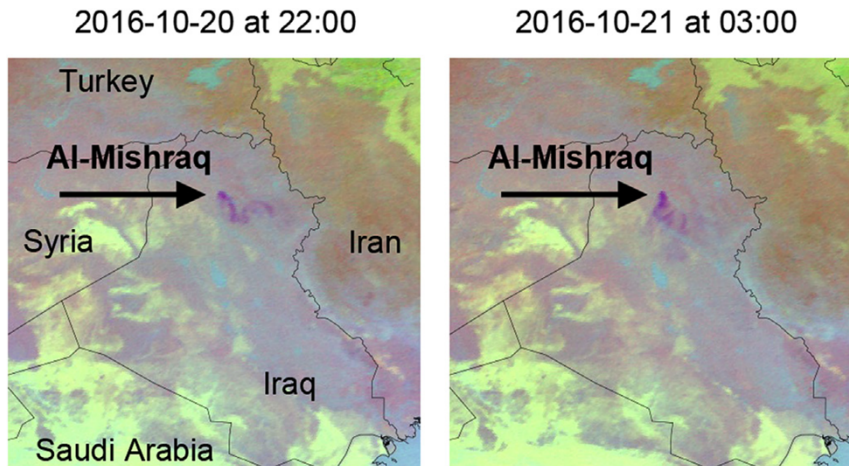 2016-10-20 at 22:00
2016-10-21 at 03:00
Turkey
Al-Mishraq
Al-Mishraq
Syria
Iran
Iraq
Saudi Arabia